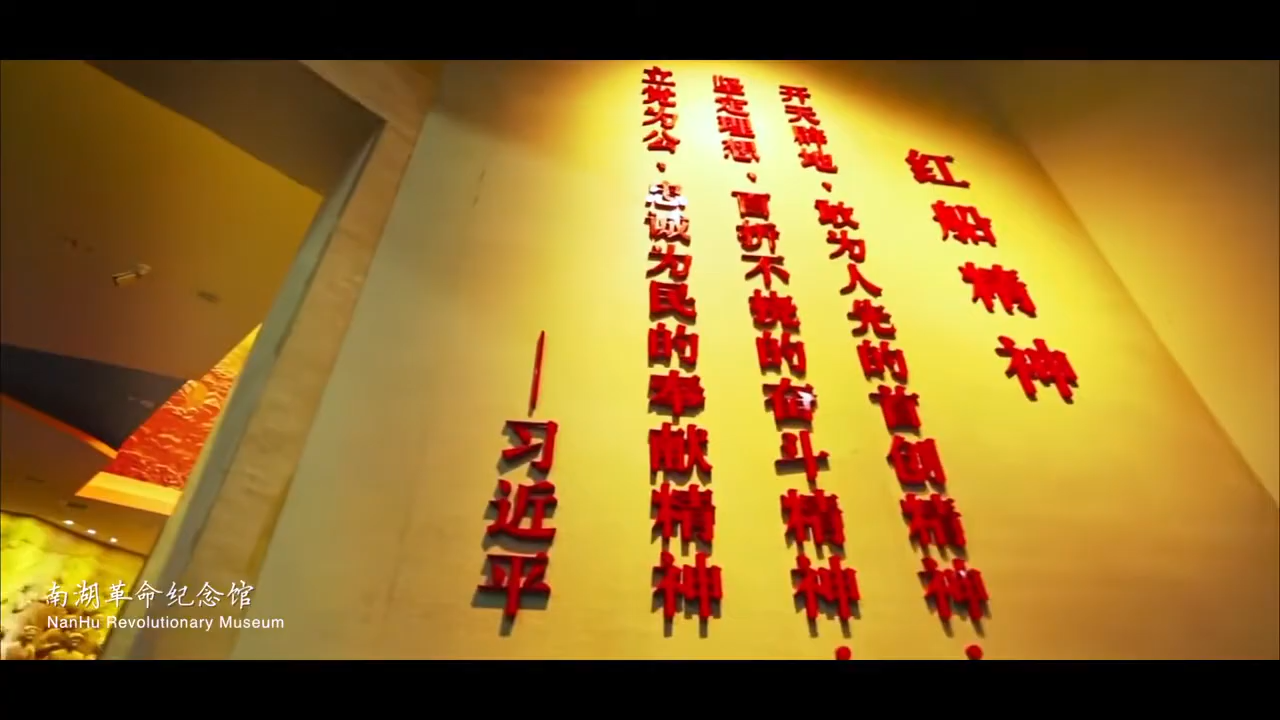 红船精神
开天辟地、敢为人先的首创精神；
坚定理想、百折不挠的奋斗精神；
立党为公、忠诚为民的奉献精神
—习近平
南湖革命纪念馆
NanHu Revolutionary Museum